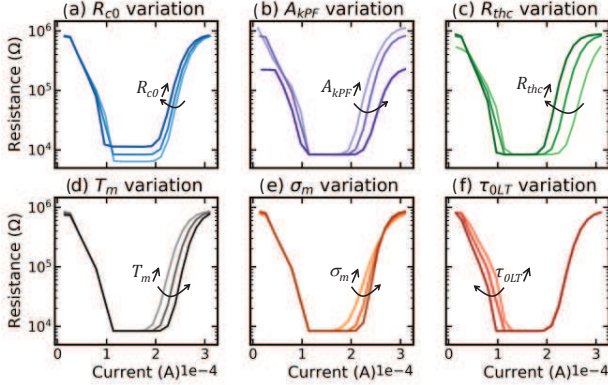 (a) R_c0 variation
(b) A_kPF variation
(c) R_thc variation
Resistance (Ω)
10^6
10^5
10^4
R_c0
A_kPF
R_thc
(d) T_m variation
(e) σ_m variation
(f) τ_0LT variation
Resistance (Ω)
10^6
10^5
10^4
T_m
σ_m
τ_0LT
0 1 2 3
0 1 2 3
0 1 2 3
Current (A) 1e−4
Current (A) 1e−4
Current (A) 1e−4